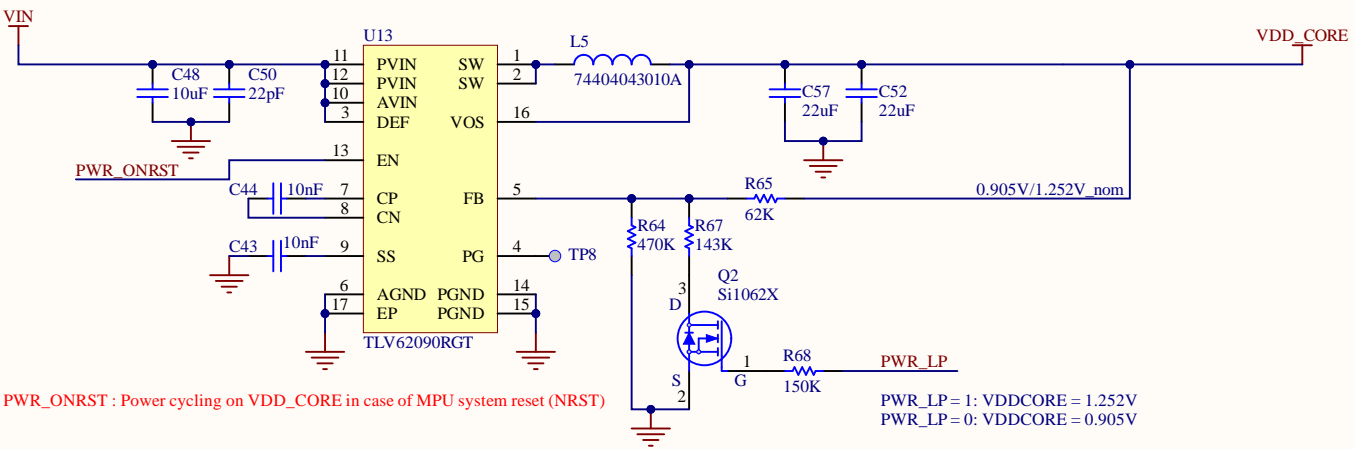 VIN
VDD_CORE
U13
L5
74404043010A
C48
10uF
C50
22pF
C57
22uF
C52
22uF
11 PVIN SW 1
12 PVIN SW 2
10 AVIN
3 DEF VOS 16
13 EN
7 CP FB 5
8 CN
9 SS PG 4
6 AGND PGND 14
17 EP PGND 15
TLV62090RGT
PWR_ONRST
C44 10nF
C43 10nF
TP8
R65
62K
0.905V/1.252V_nom
R64
470K
R67
143K
Q2
Si1062X
3
D
S
2
1
G
R68
150K
PWR_LP
PWR_ONRST : Power cycling on VDD_CORE in case of MPU system reset (NRST)
PWR_LP = 1: VDDCORE = 1.252V
PWR_LP = 0: VDDCORE = 0.905V